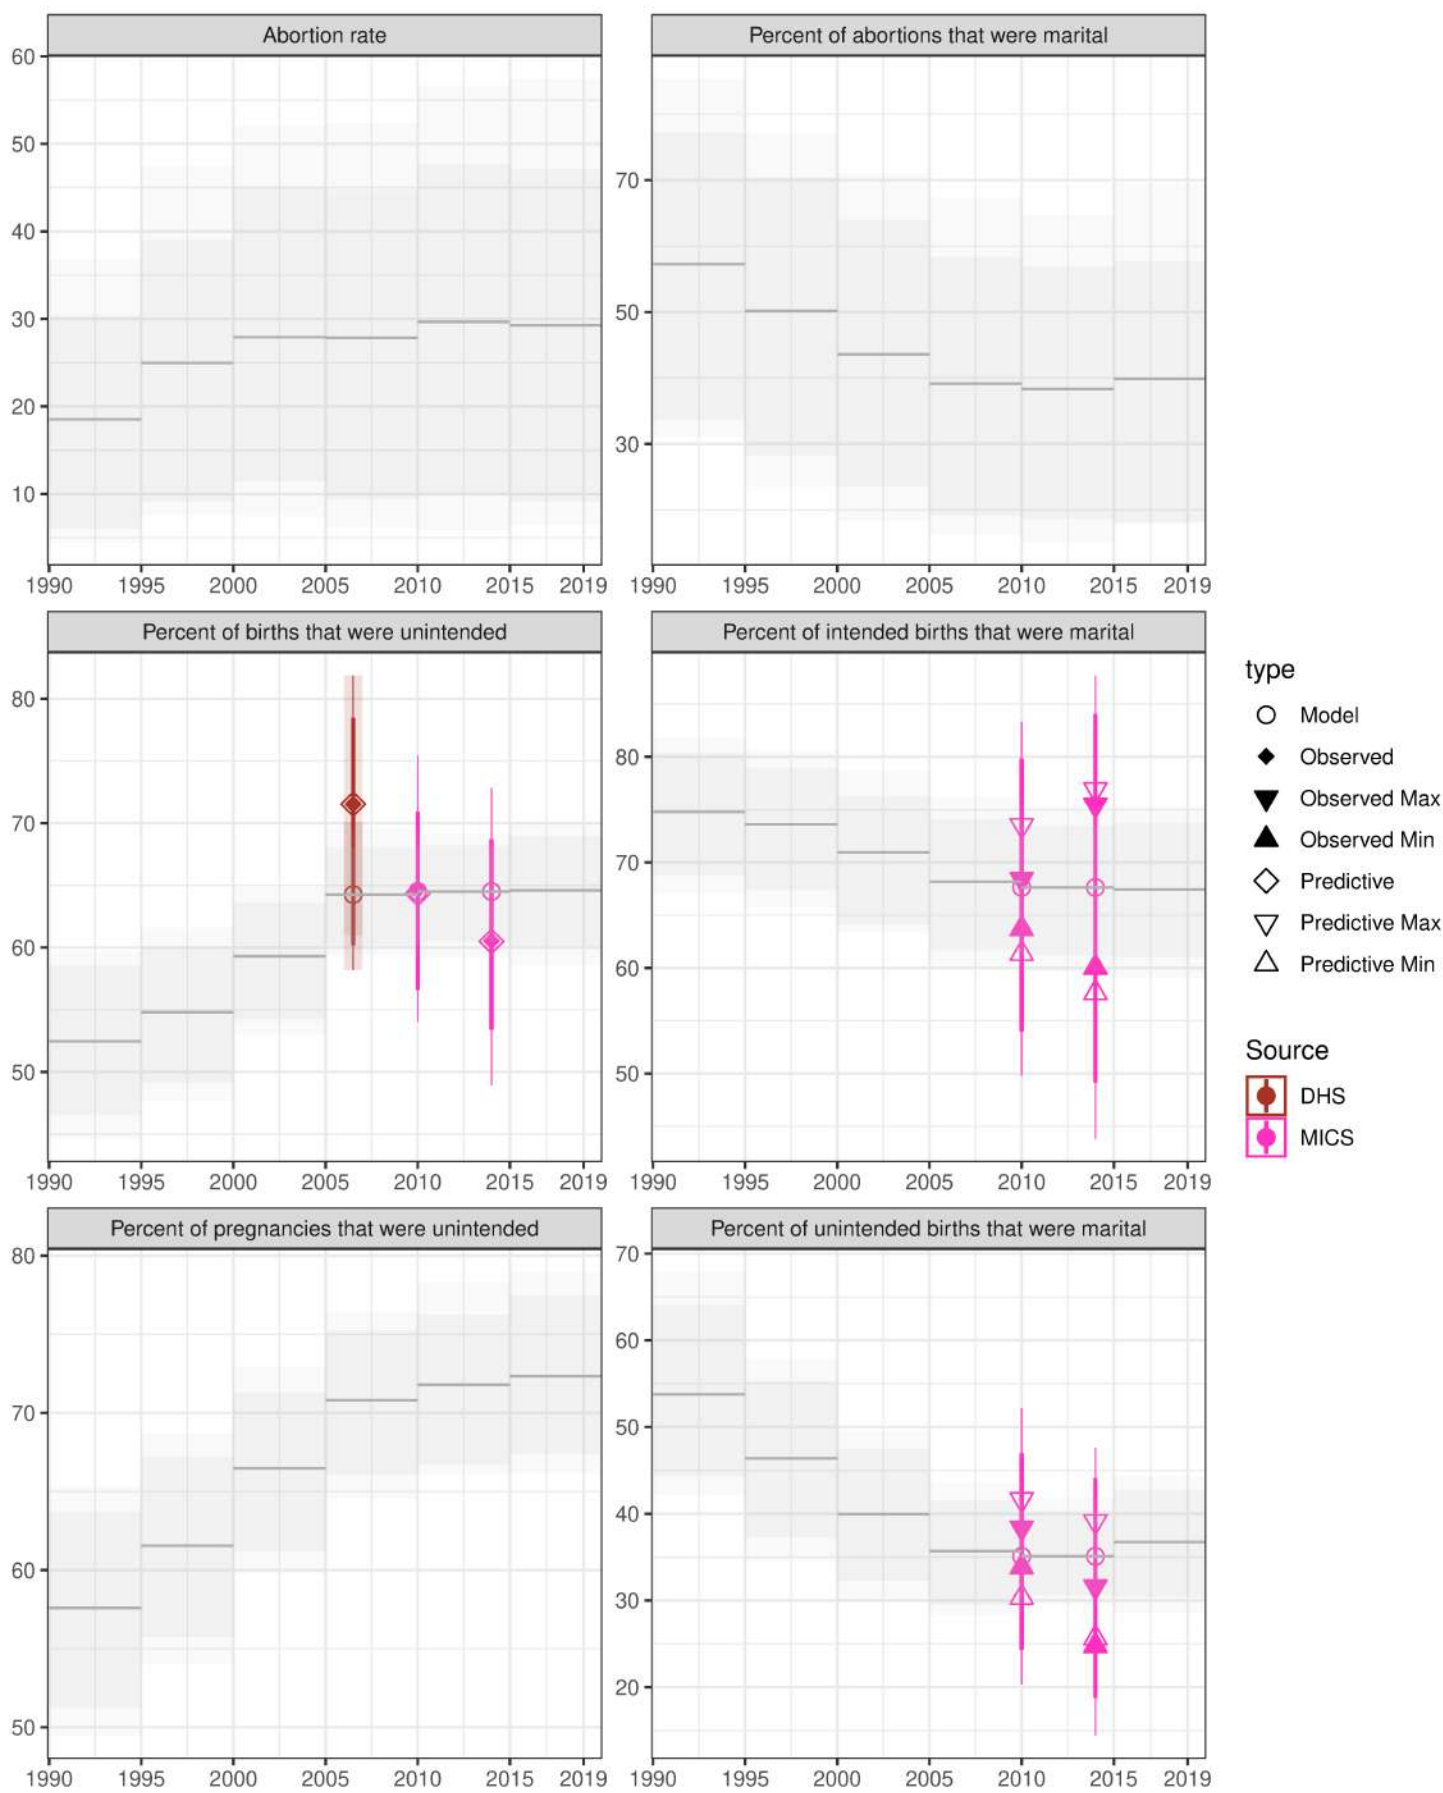 Abortion rate
60
50
40
30
20
10
1990 1995 2000 2005 2010 2015 2019
Percent of abortions that were marital
70
50
30
1990 1995 2000 2005 2010 2015 2019
Percent of births that were unintended
80
70
60
50
1990 1995 2000 2005 2010 2015 2019
Percent of intended births that were marital
80
70
60
50
1990 1995 2000 2005 2010 2015 2019
Percent of pregnancies that were unintended
80
70
60
50
1990 1995 2000 2005 2010 2015 2019
Percent of unintended births that were marital
70
60
50
40
30
20
1990 1995 2000 2005 2010 2015 2019
type
Model
Observed
Observed Max
Observed Min
Predictive
Predictive Max
Predictive Min
Source
DHS
MICS